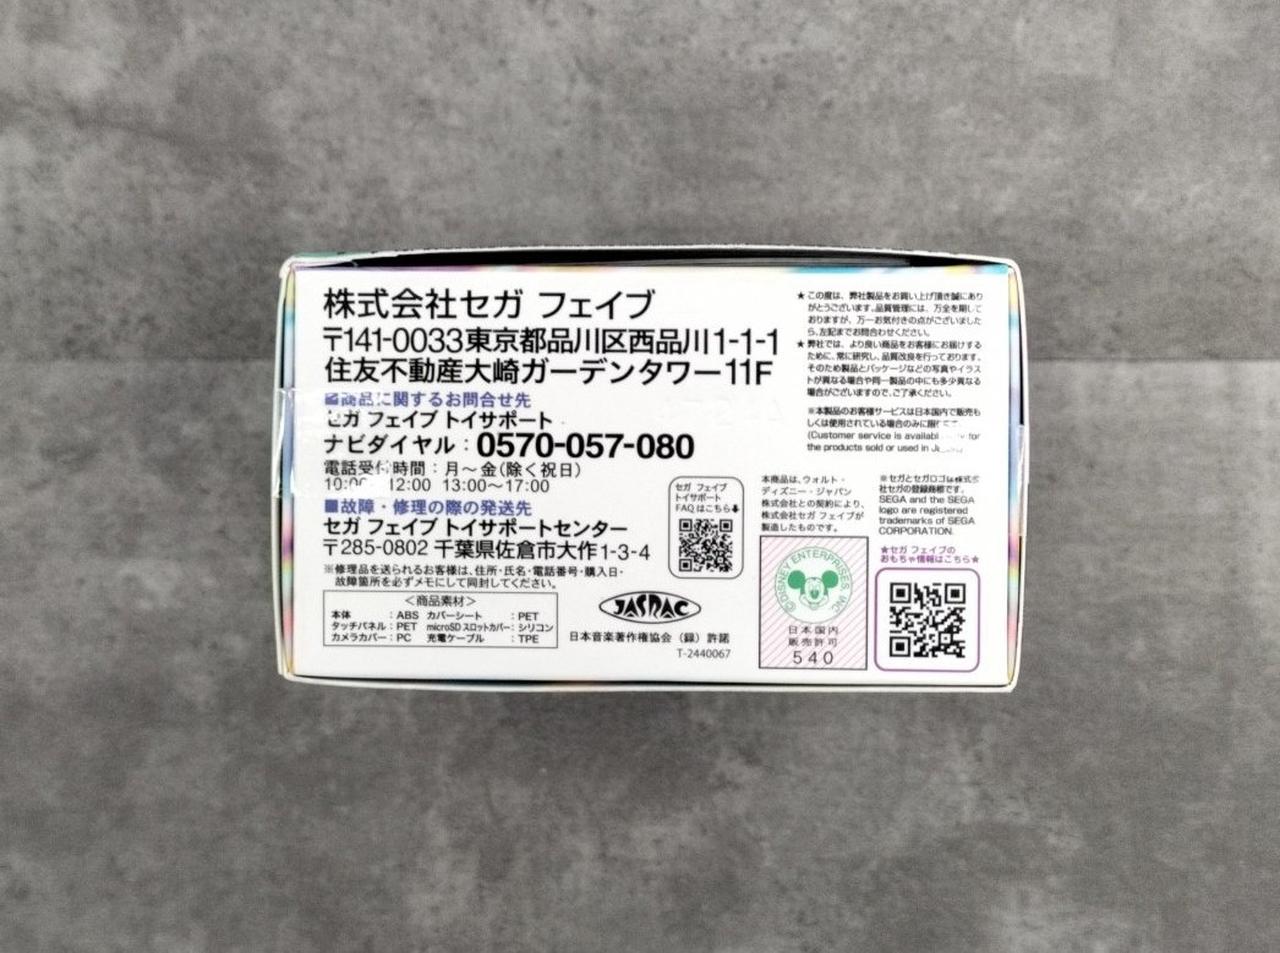 株式会社セガ フェイブ
〒141-0033東京都品川区西品川1-1-1
住友不動産大崎ガーデンタワー11F
■商品に関するお問合せ先
セガ フェイブ トイサポート
ナビダイヤル：0570-057-080
電話受付時間：月～金(除く祝日)
10:00 12:00 13:00～17:00
■故障・修理の際の発送先
セガ フェイブ トイサポートセンター
〒285-0802 千葉県佐倉市大作1-3-4
※修理品を送られるお客様は、住所・氏名・電話番号・購入日・
故障箇所を必ずメモにして同封してください。
＜商品素材＞
本体 ：ABS カバーシート ：PET
タッチパネル：PET microSDスロットカバー：シリコン
カメラカバー：PC 充電ケーブル ：TPE
セガ フェイブ
トイサポート
FAQはこちら⬇
JASRAC
日本音楽著作権協会（録）許諾
T-2440067
★この度は、弊社製品をお買い上げ頂き誠にあり
がとうございます。品質管理には、万全を期して
おりますが、万一お気付きの点がございました
ら、左記までお問合わせください。
★弊社では、より良い商品をお客様にお届けする
ために、常に研究し、品質改良を行っております。
そのため製品とパッケージなどの写真やイラス
トが異なる場合や同一製品の中にも多少異なる
場合がございますので、ご了承ください。
※本製品のお客様サービスは日本国内で販売も
しくは使用されている場合のみに限
(Customer service is for
the products sold or used in
本商品は、ウォルト・
ディズニー・ジャパン
株式会社との契約により、
株式会社セガ フェイブが
製造したものです。
©DISNEY ENTERPRISES, INC.
日本国内
販売許可
540
※セガとセガロゴは株式
社セガの登録商標です。
SEGA and the SEGA
logo are registered
trademarks of SEGA
CORPORATION.
★セガ フェイブの
おもちゃ情報はこちら★